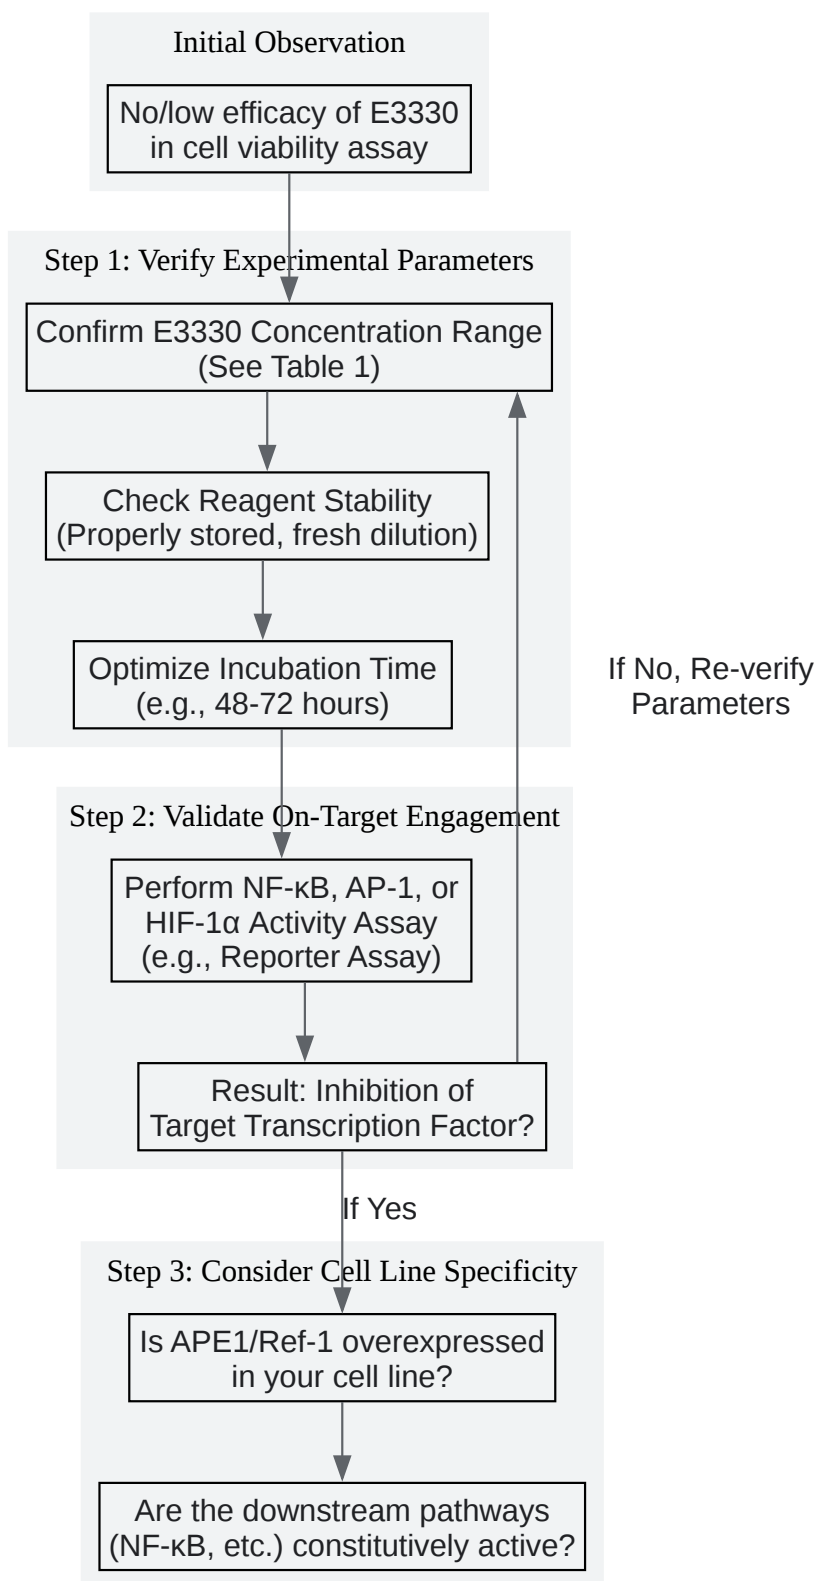 Initial Observation
No/low efficacy of E3330
in cell viability assay
Step 1: Verify Experimental Parameters
Confirm E3330 Concentration Range
(See Table 1)
Check Reagent Stability
(Properly stored, fresh dilution)
Optimize Incubation Time
(e.g., 48-72 hours)
If No, Re-verify
Parameters
Step 2: Validate On-Target Engagement
Perform NF-κB, AP-1, or
HIF-1α Activity Assay
(e.g., Reporter Assay)
Result: Inhibition of
Target Transcription Factor?
If Yes
Step 3: Consider Cell Line Specificity
Is APE1/Ref-1 overexpressed
in your cell line?
Are the downstream pathways
(NF-κB, etc.) constitutively active?